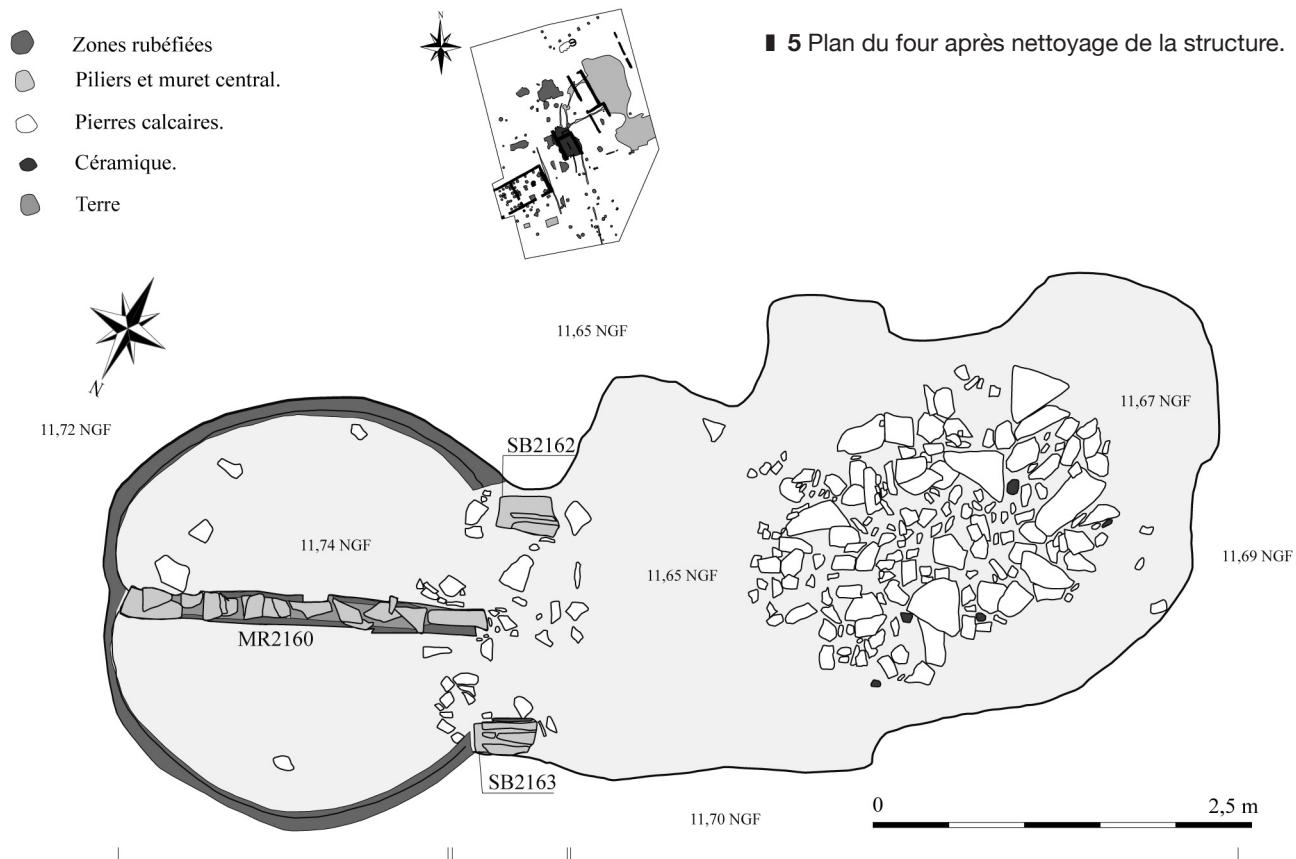 Zones rubéfiées
Piliers et muret central.
Pierres calcaires.
Céramique.
Terre
N
▮ 5 Plan du four après nettoyage de la structure.
N
11,65 NGF
11,72 NGF
11,67 NGF
SB2162
11,74 NGF
11,65 NGF
11,69 NGF
MR2160
SB2163
11,70 NGF
0 2,5 m